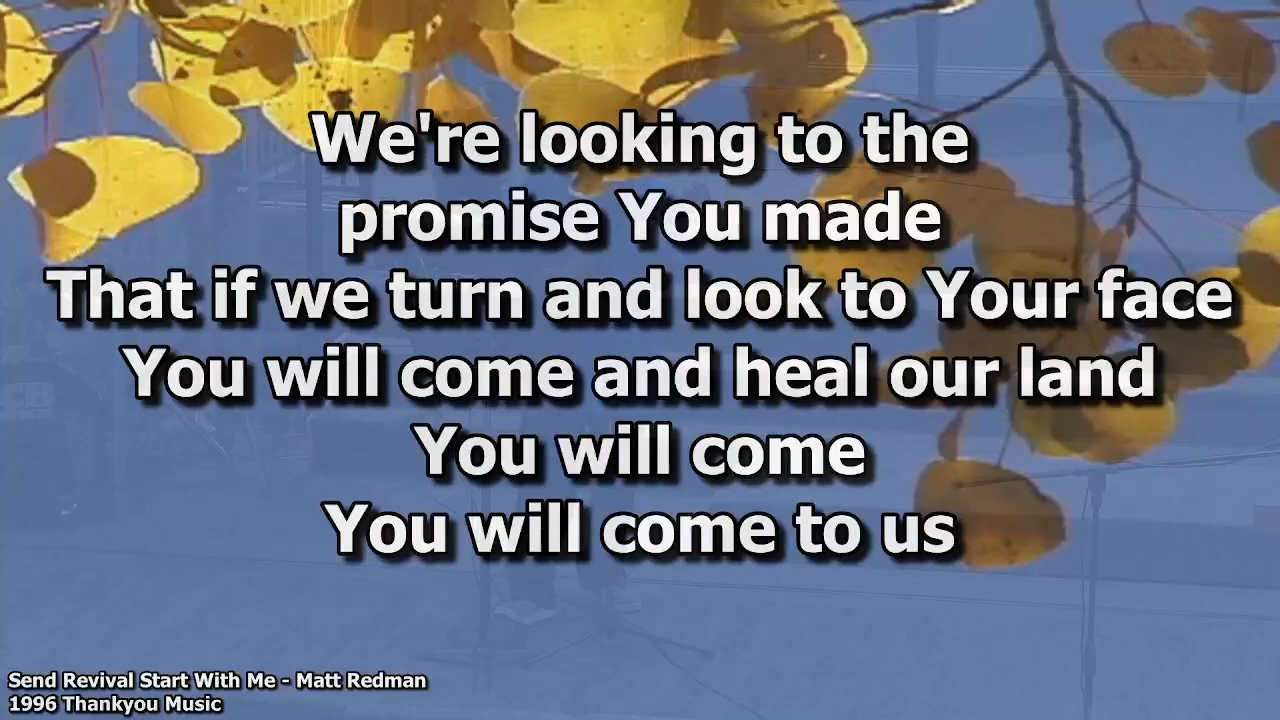 We're looking to the
promise You made
That if we turn and look to Your face
You will come and heal our land
You will come
You will come to us
Send Revival Start With Me - Matt Redman
1996 Thankyou Music